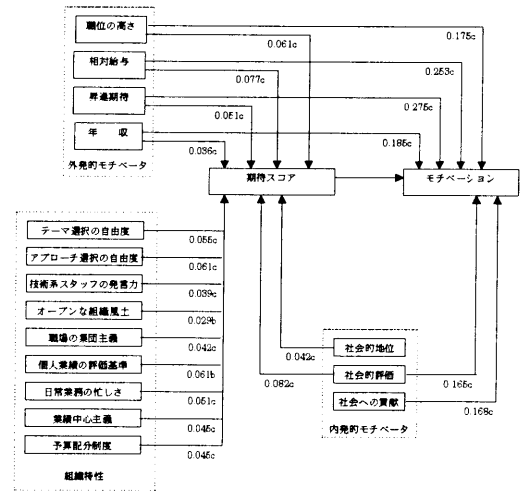 職位の高さ
0.061c
0.175c
相対給与
0.077c
0.253c
昇進期待
0.051c
0.275c
年 収
0.036c
0.185c
外発的モチベータ
期待スコア
モチベーション
テーマ選択の自由度
0.055c
アプローチ選択の自由度
0.061c
技術系スタッフの発言力
0.039c
オープンな組織風土
0.029b
職場の集団主義
0.042c
個人業績の評価基準
0.061b
日常業務の忙しさ
0.051c
業績中心主義
0.045c
予算配分制度
0.045c
組織特性
社会的地位
0.042c
社会的評価
0.082c
0.165c
社会への貢献
0.168c
内発的モチベータ